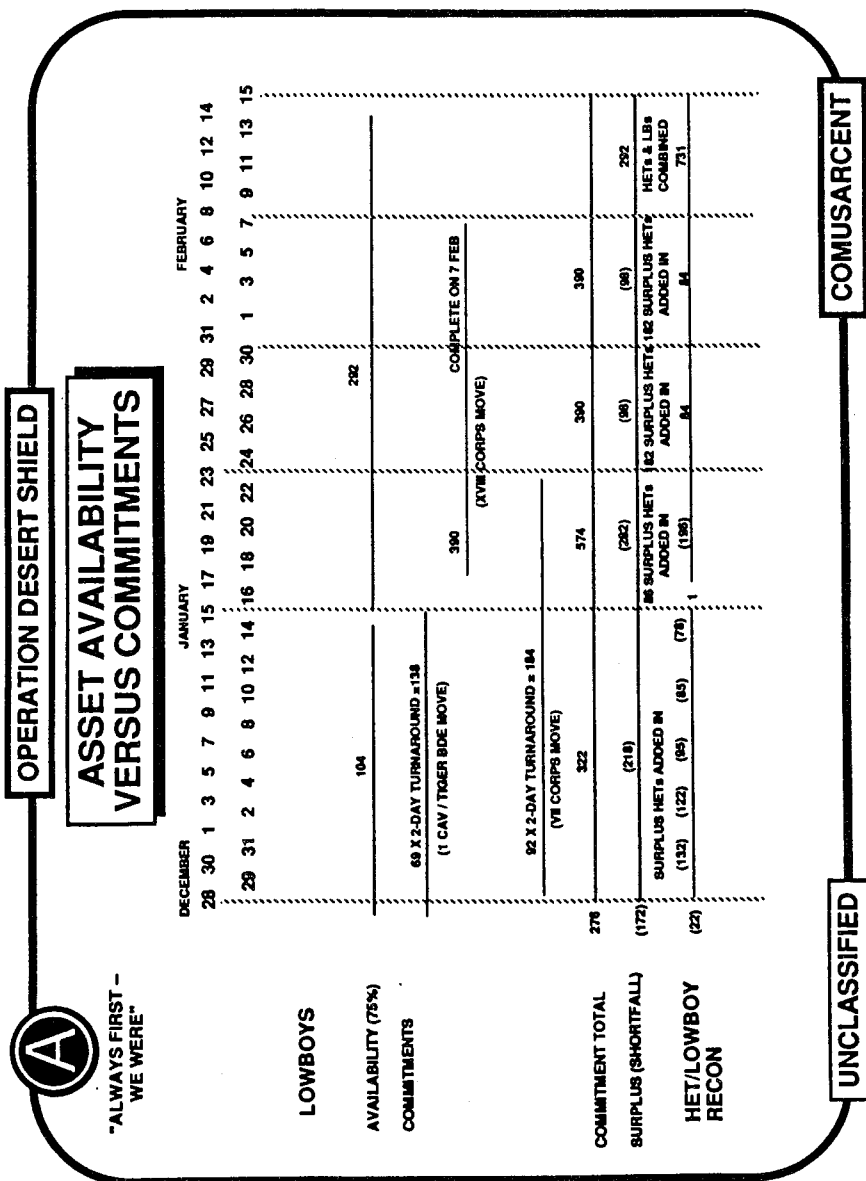 OPERATION DESERT SHIELD
A
"ALWAYS FIRST –
WE WERE"
ASSET AVAILABILITY
VERSUS COMMITMENTS
DECEMBER JANUARY FEBRUARY
28 30 1 3 5 7 9 11 13 15 17 19 21 23 25 27 29 31 2 4 6 8 10 12 14
29 31 2 4 6 8 10 12 14 16 18 20 22 24 26 28 30 1 3 5 7 9 11 13 15
LOWBOYS
AVAILABILITY (75%) 104 292
COMMITMENTS
69 X 2-DAY TURNAROUND =138
(1 CAV / TIGER BDE MOVE)
390 COMPLETE ON 7 FEB
(XVIII CORPS MOVE)
92 X 2-DAY TURNAROUND = 184
(VII CORPS MOVE)
COMMITMENT TOTAL 276 322 574 390 390
SURPLUS (SHORTFALL) (172) (218) (282) (98) (98) 292
SURPLUS HETs ADDED IN
86 SURPLUS HETs
ADDED IN
182 SURPLUS HETs
ADDED IN
182 SURPLUS HETs
ADDED IN
HETs & LBs
COMBINED
HET/LOWBOY
RECON
(22) (132) (122) (95) (85) (78) 1 (196) 84 84 731
UNCLASSIFIED
COMUSARCENT